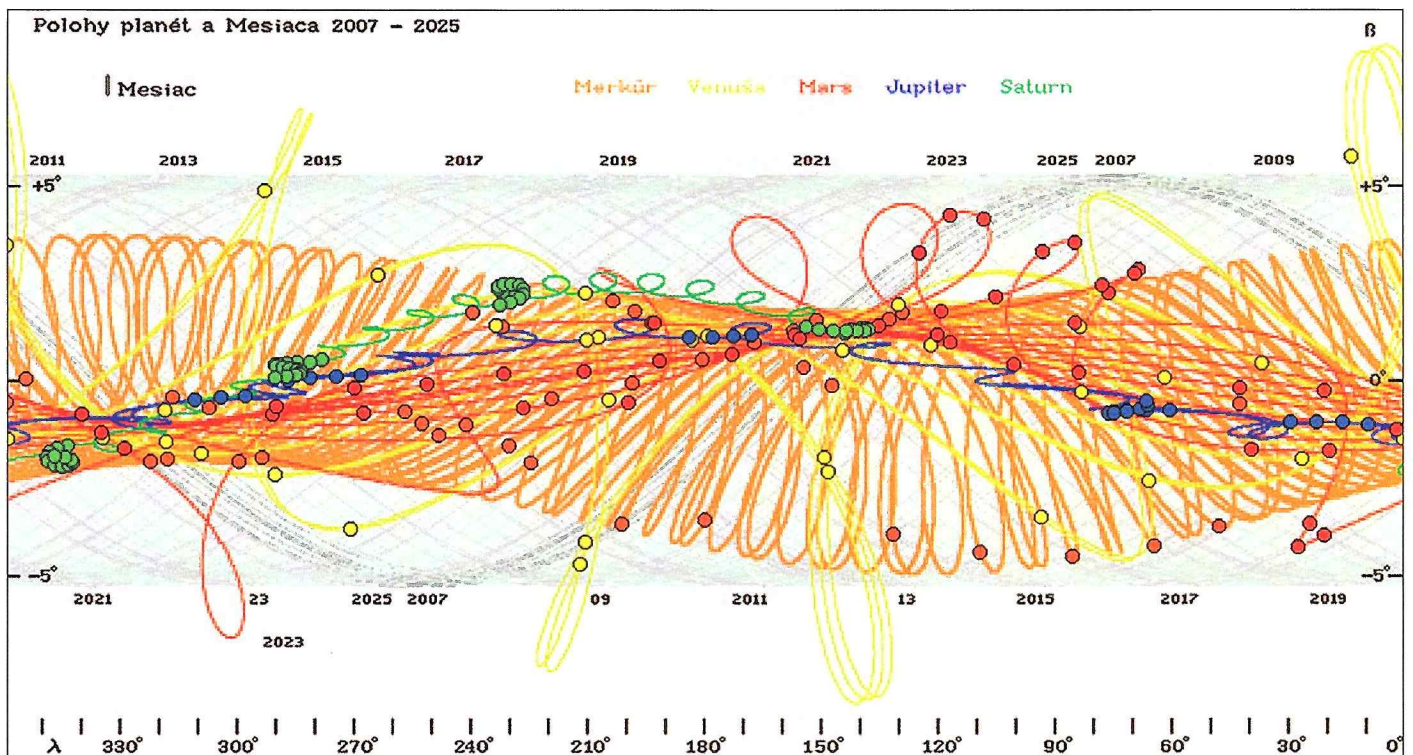 Polohy planét a Mesiaca 2007 - 2025
β
Mesiac
Merkúr Venuša Mars Jupiter Saturn
2011 2013 2015 2017 2019 2021 2023 2025 2007 2009
+5° +5°
0°
-5° -5°
2021 23 2025 2007 09 2011 13 2015 2017 2019
2023
λ 330° 300° 270° 240° 210° 180° 150° 120° 90° 60° 30° 0°